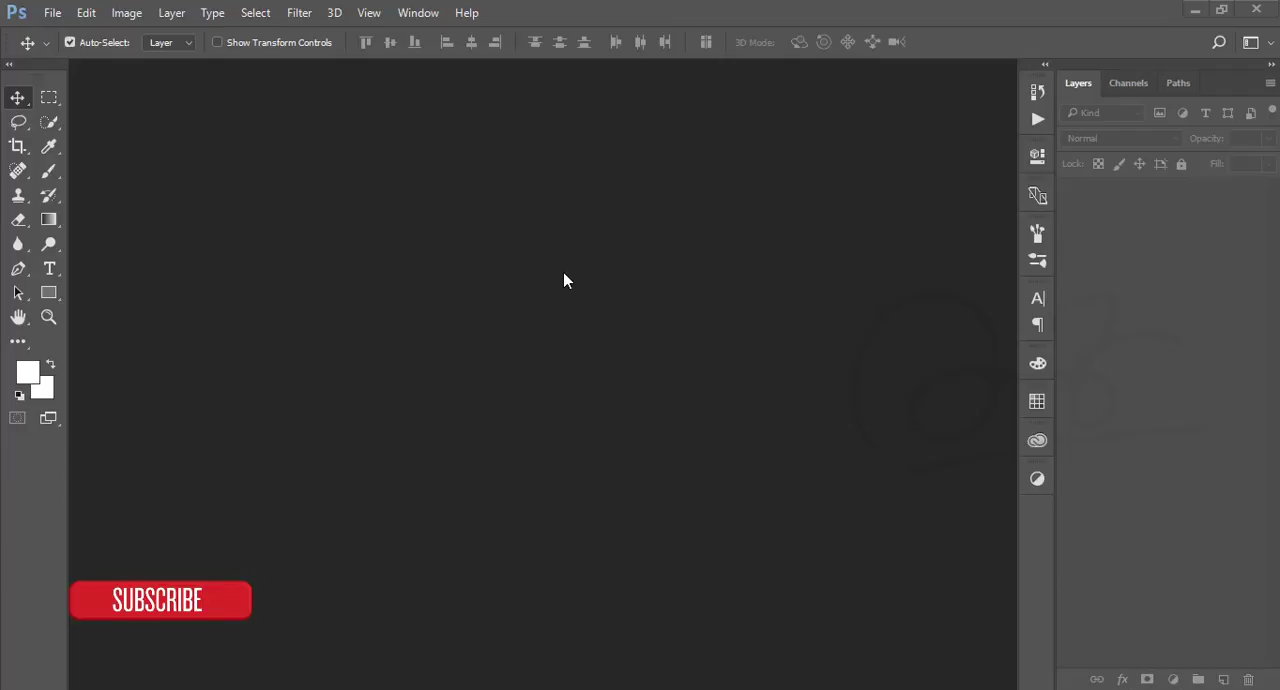 Ps File Edit Image Layer Type Select Filter 3D View Window Help
Auto-Select: Layer Show Transform Controls 3D Mode:
Layers Channels Paths
Kind
Normal Opacity:
Lock: Fill:
SUBSCRIBE